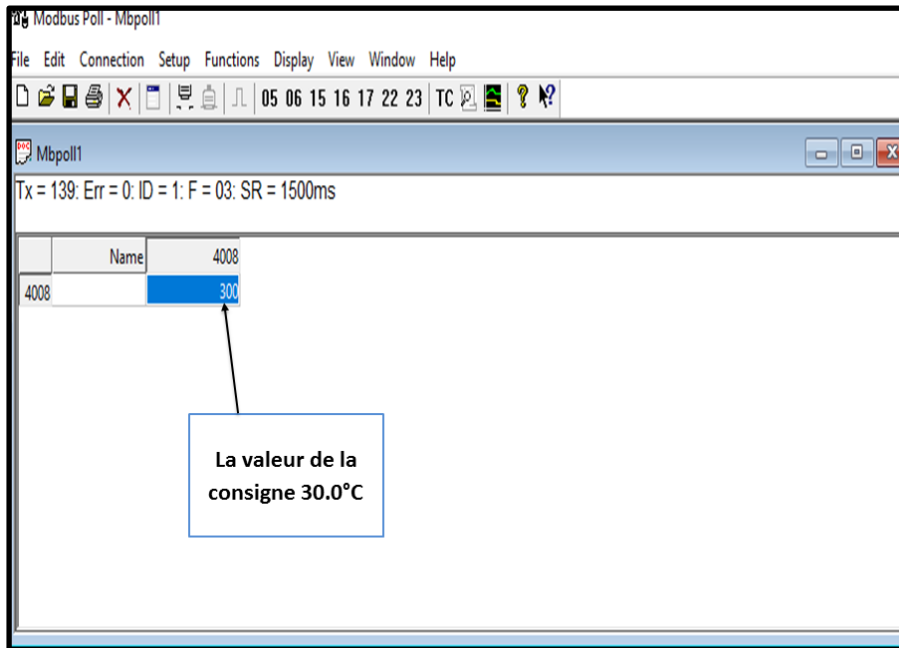 Modbus Poll - Mbpoll1
File Edit Connection Setup Functions Display View Window Help
05 06 15 16 17 22 23 TC
Mbpoll1
Tx = 139: Err = 0: ID = 1: F = 03: SR = 1500ms
Name 4008
4008 300
La valeur de la
consigne 30.0°C